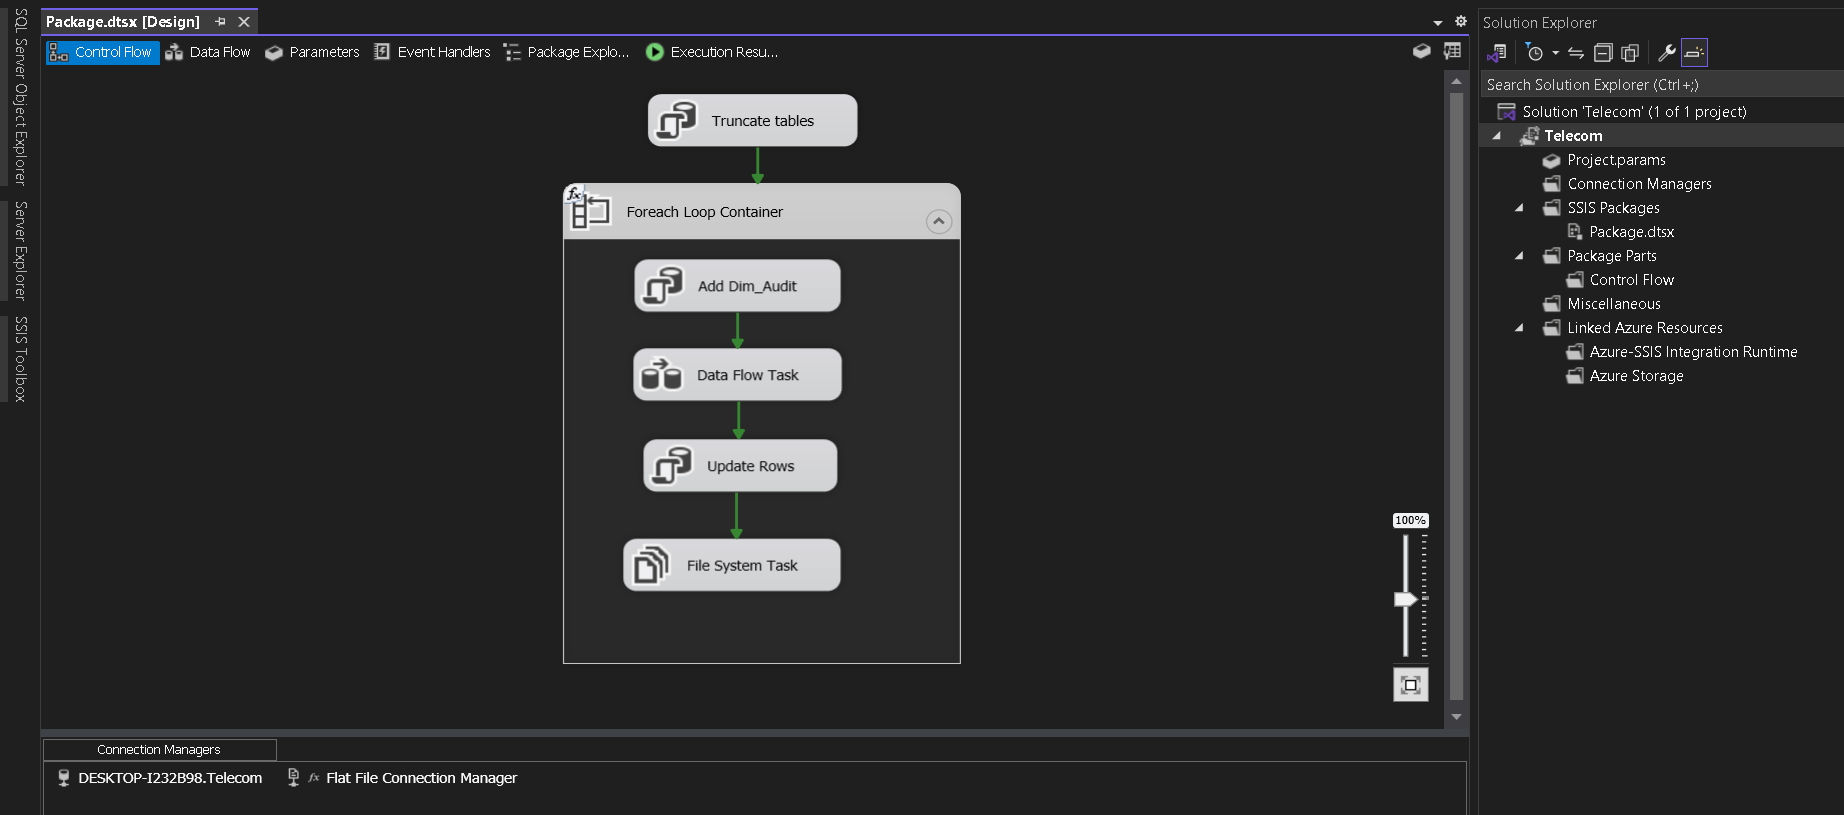 SQL Server Object Explorer
Server Explorer
SSIS Toolbox
Package.dtsx [Design]
Control Flow
Data Flow
Parameters
Event Handlers
Package Explo...
Execution Resu...
Truncate tables
fx
Foreach Loop Container
Add Dim_Audit
Data Flow Task
Update Rows
File System Task
100%
Connection Managers
DESKTOP-I232B98.Telecom
fx Flat File Connection Manager
Solution Explorer
Search Solution Explorer (Ctrl+;)
Solution 'Telecom' (1 of 1 project)
Telecom
Project.params
Connection Managers
SSIS Packages
Package.dtsx
Package Parts
Control Flow
Miscellaneous
Linked Azure Resources
Azure-SSIS Integration Runtime
Azure Storage